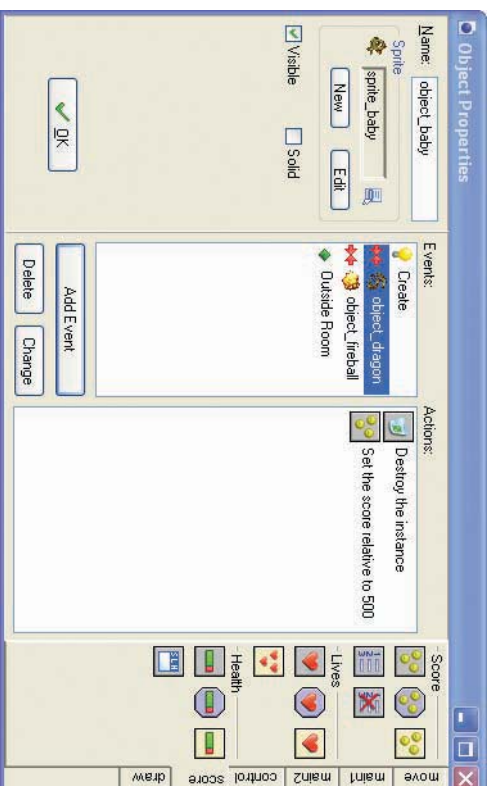 Object Properties
Name: object_baby
Sprite
sprite_baby
New Edit
Visible Solid
OK
Events:
Create
object_dragon
object_fireball
Outside Room
Add Event
Delete Change
Actions:
Destroy the instance
Set the score relative to 500
Score
Lives
Health
move
main1
main2
control
score
draw